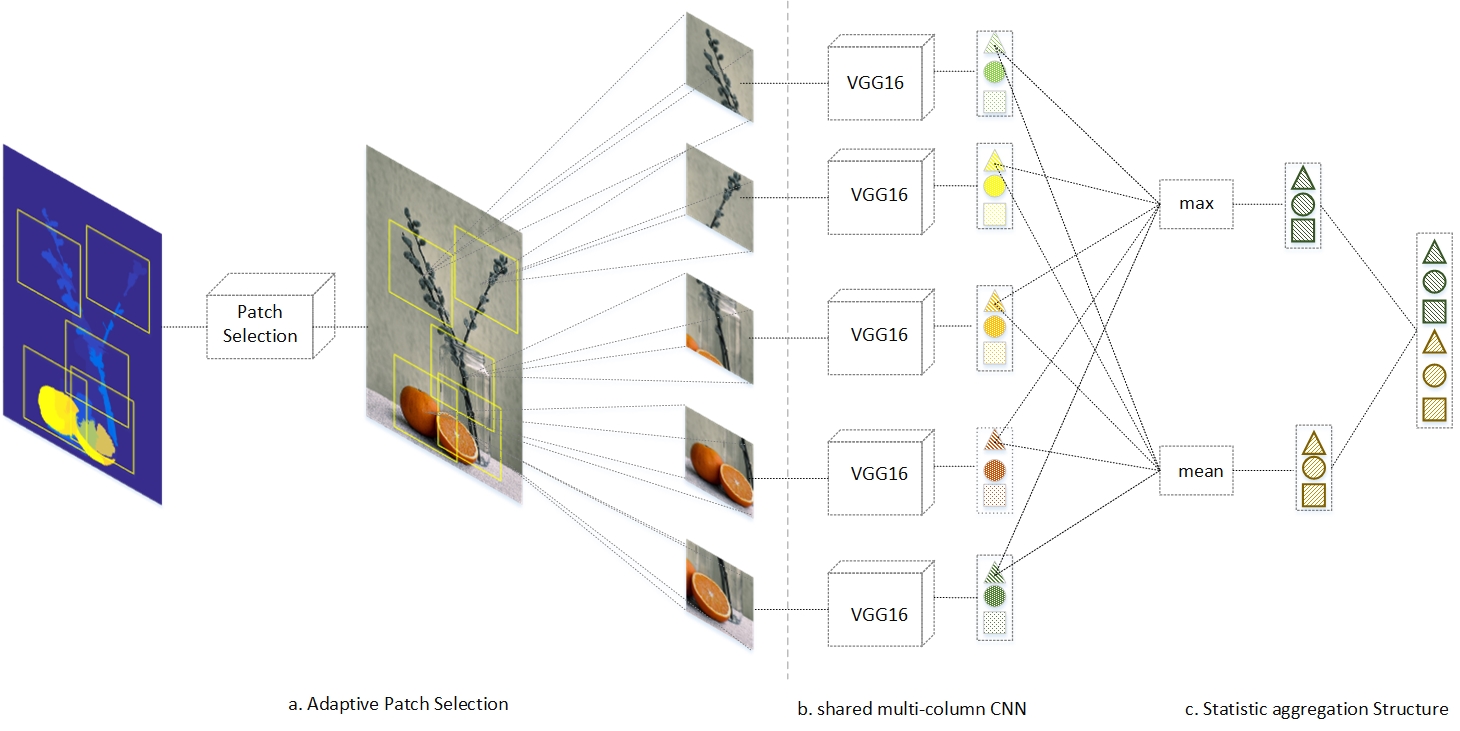 Patch
Selection
VGG16
VGG16
VGG16
VGG16
VGG16
max
mean
a. Adaptive Patch Selection
b. shared multi-column CNN
c. Statistic aggregation Structure